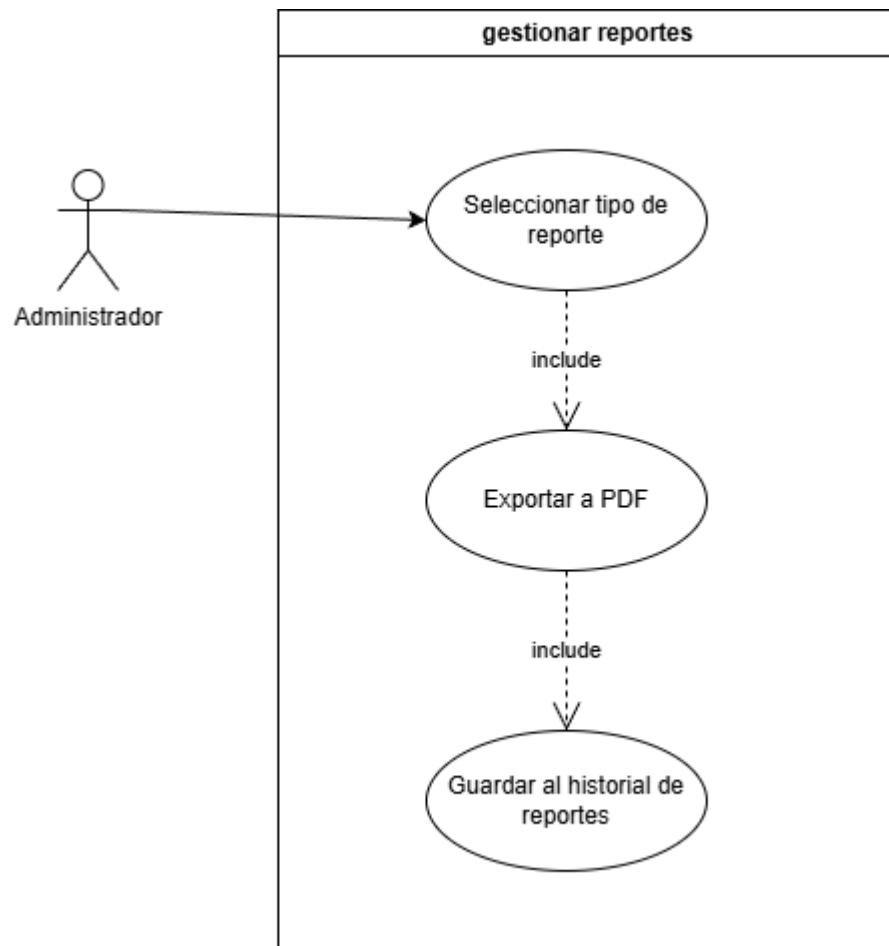 gestionar reportes
Seleccionar tipo de
reporte
Administrador
include
Exportar a PDF
include
Guardar al historial de
reportes